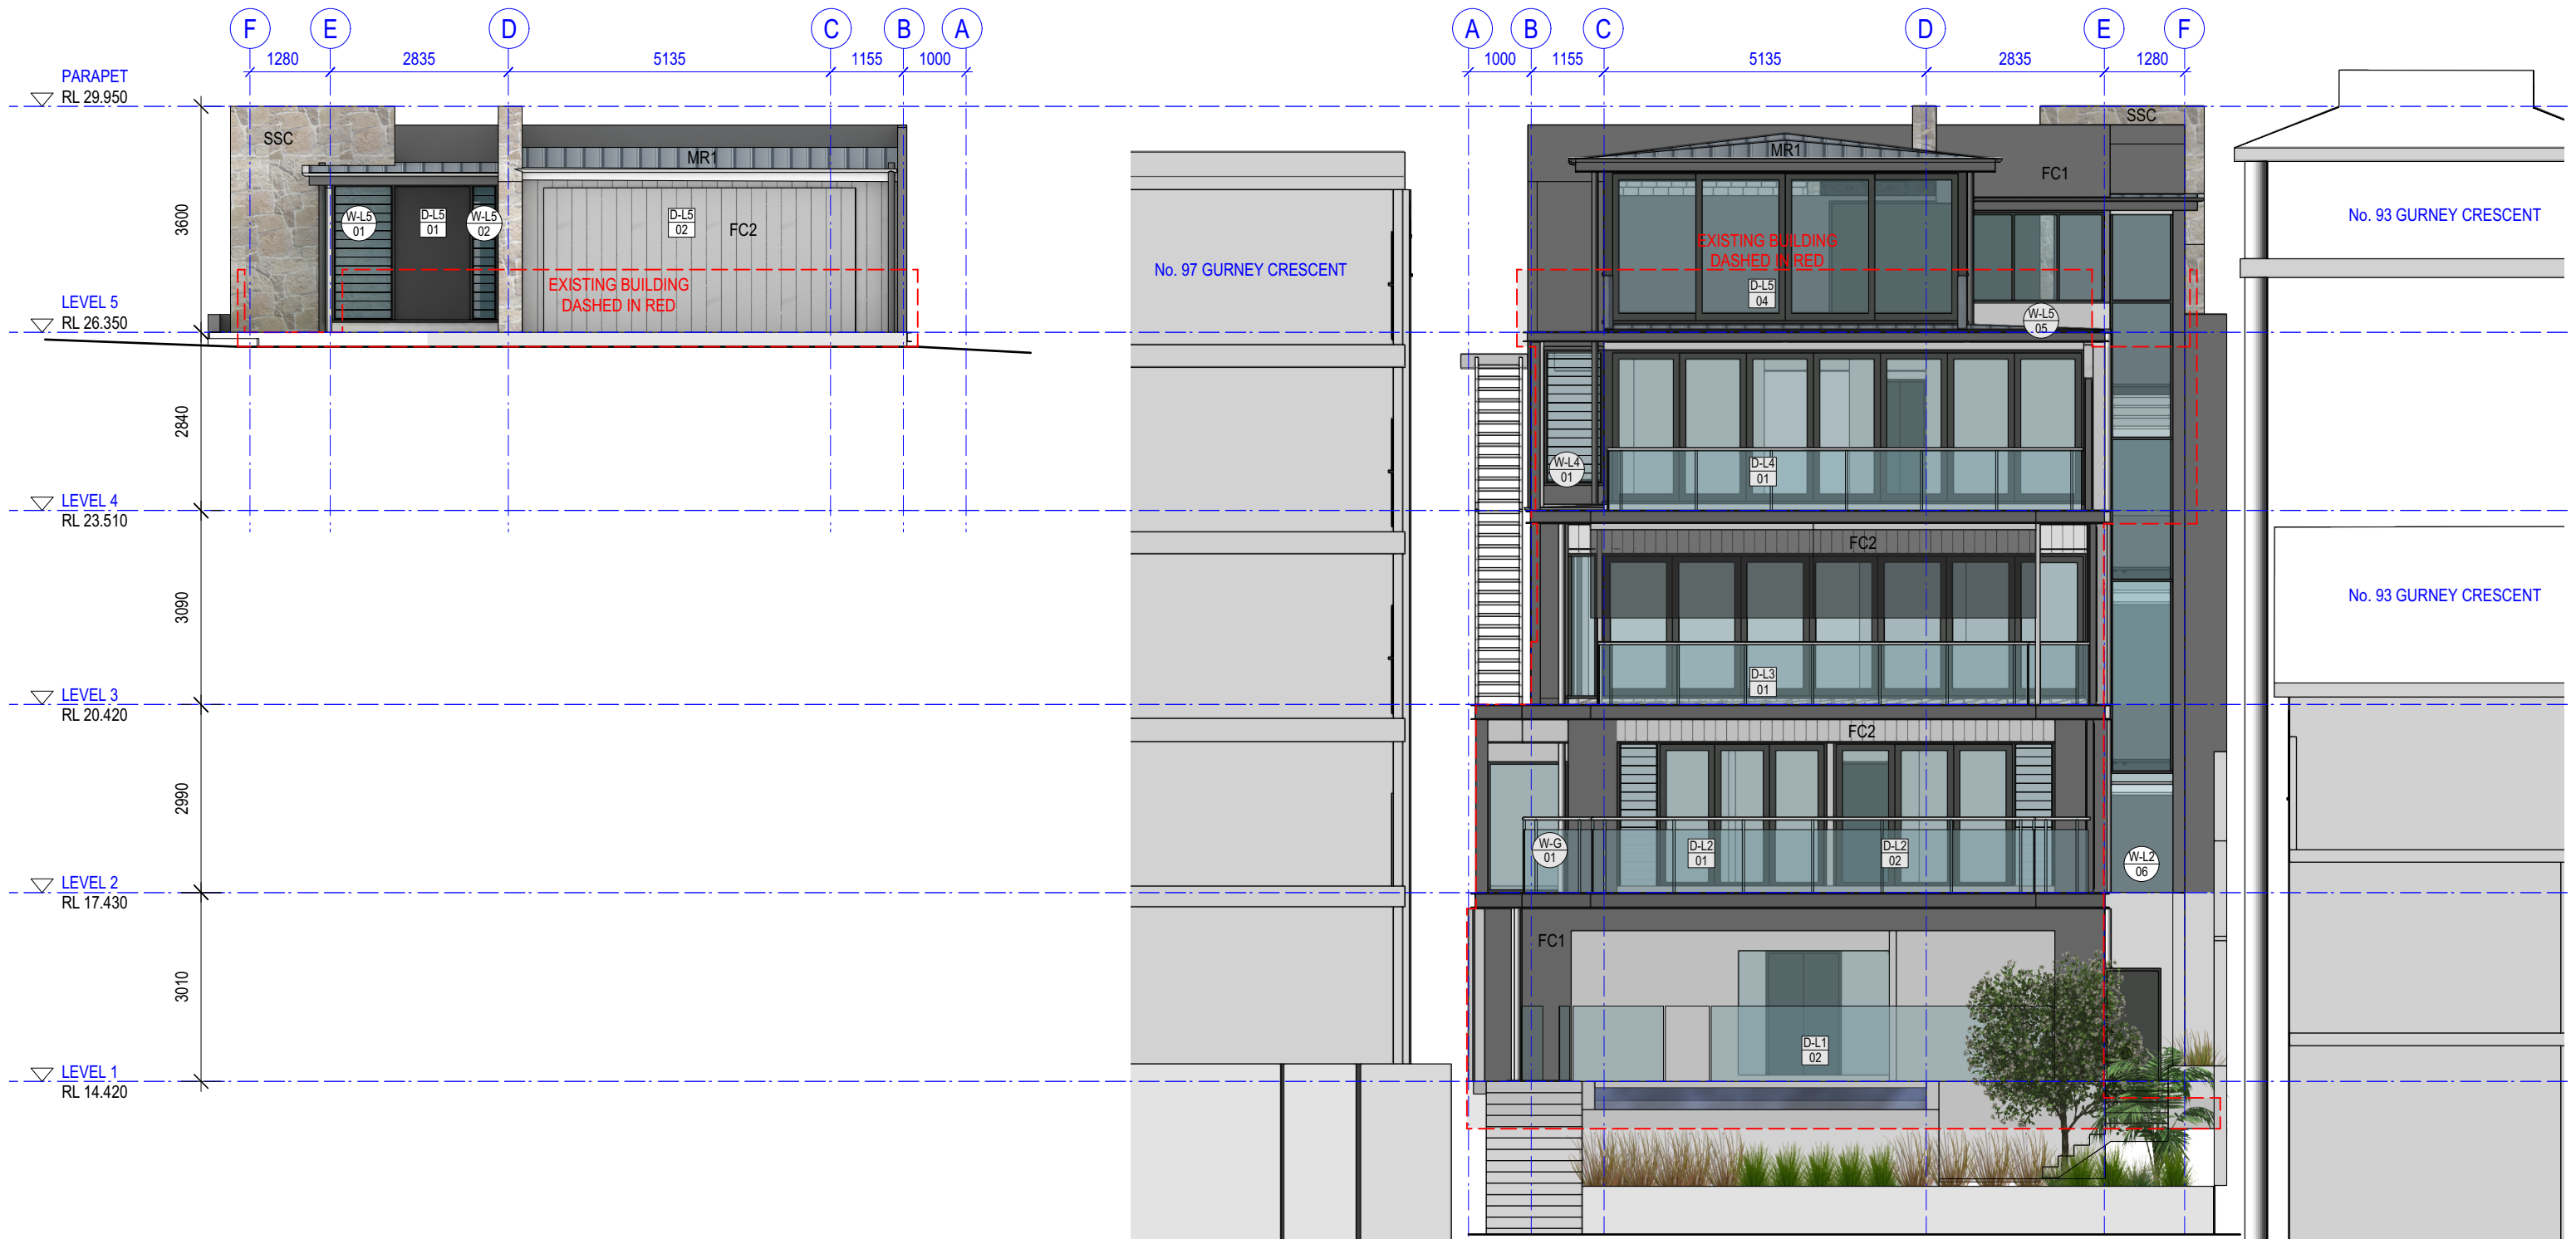 F E D C B A
1280 2835 5135 1155 1000
PARAPET
RL 29.950
3600
LEVEL 5
RL 26.350
2840
LEVEL 4
RL 23.510
3090
LEVEL 3
RL 20.420
2990
LEVEL 2
RL 17.430
3010
LEVEL 1
RL 14.420
SSC
MR1
W-L5
01
D-L5
01
W-L5
02
D-L5
02
FC2
EXISTING BUILDING
DASHED IN RED
No. 97 GURNEY CRESCENT
A B C D E F
1000 1155 5135 2835 1280
SSC
MR1
FC1
EXISTING BUILDING
DASHED IN RED
D-L5
04
W-L5
05
W-L4
01
D-L4
01
FC2
D-L3
01
FC2
W-G
01
D-L2
01
D-L2
02
W-L2
06
FC1
D-L1
02
No. 93 GURNEY CRESCENT
No. 93 GURNEY CRESCENT